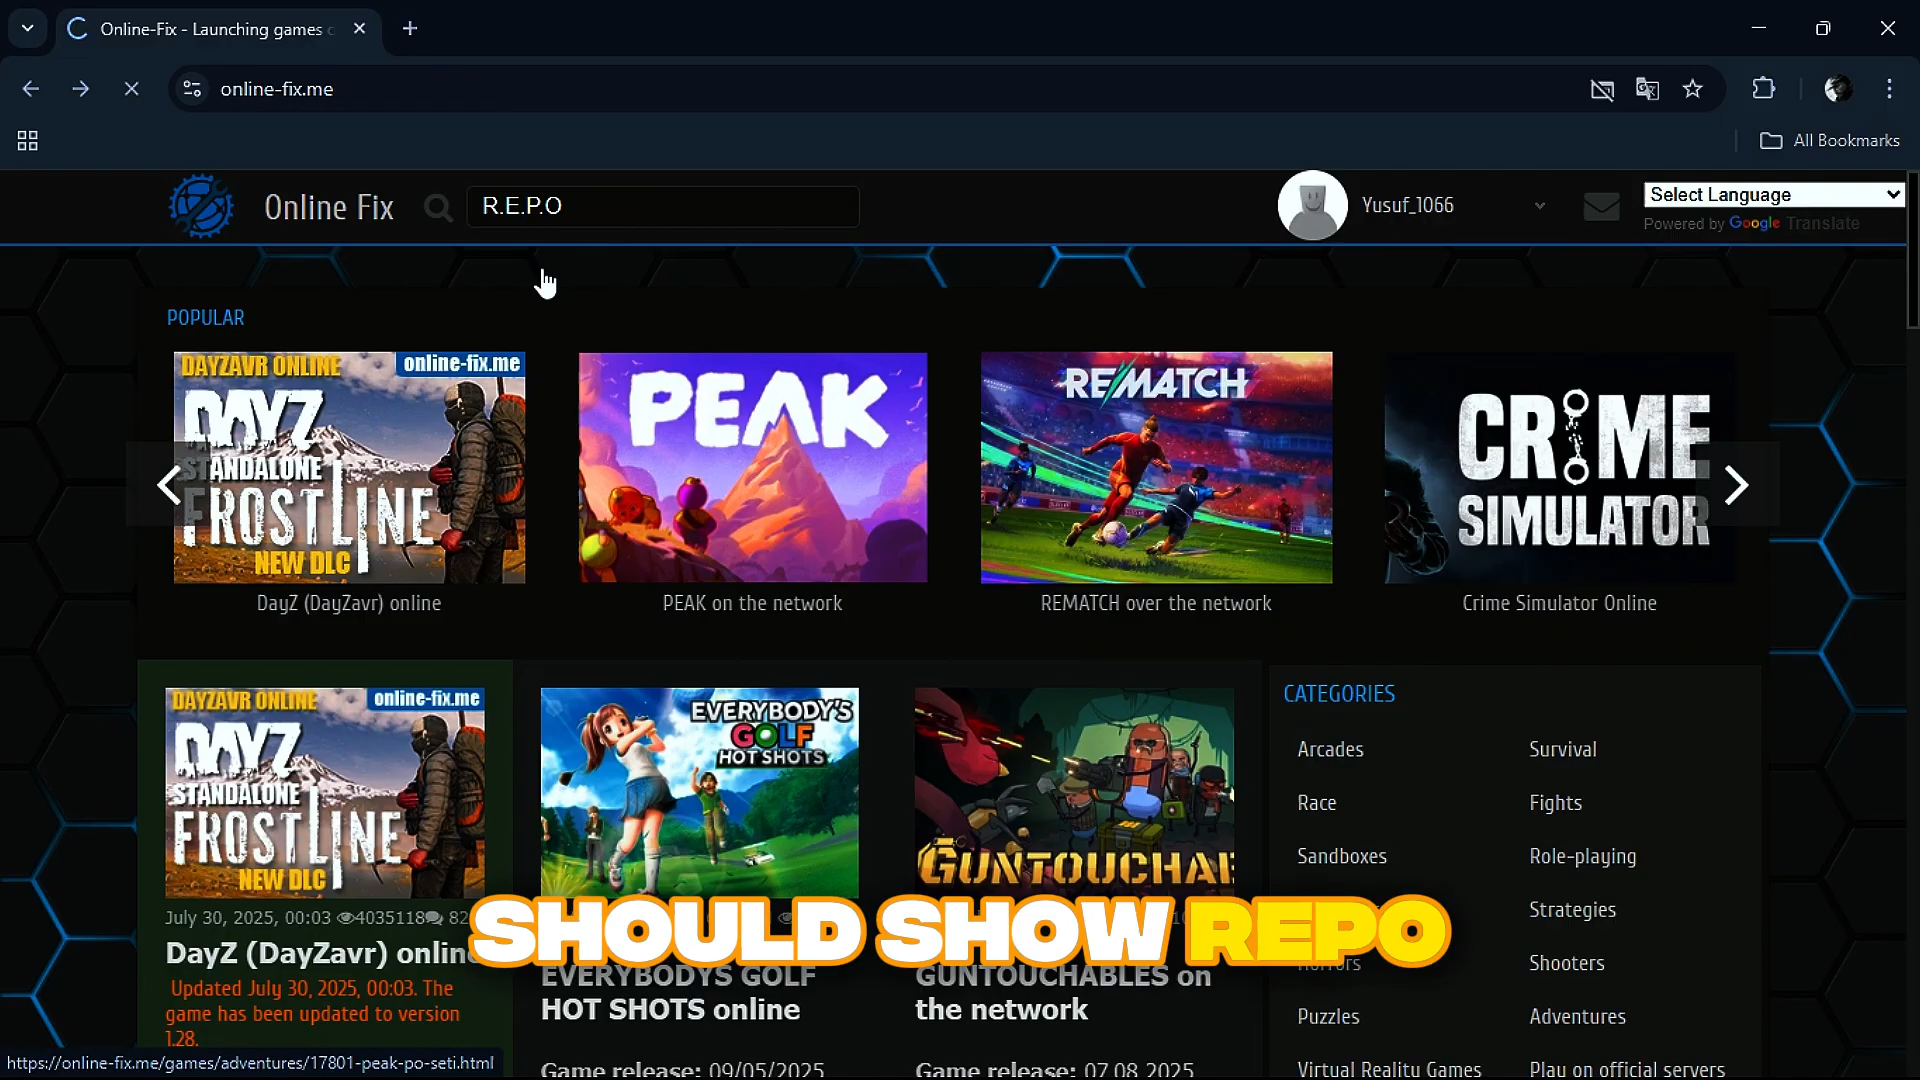 Online-Fix - Launching games
online-fix.me
All Bookmarks
Online Fix
R.E.P.O
Yusuf_1066
Select Language
Powered by Google Translate
POPULAR
DAYZAVR ONLINE
online-fix.me
DAYZ
STANDALONE
FROSTLINE
NEW DLC
PEAK
REMATCH
CRIME
SIMULATOR
DayZ (DayZavr) online
PEAK on the network
REMATCH over the network
Crime Simulator Online
DAYZAVR ONLINE
online-fix.me
DAYZ
STANDALONE
FROSTLINE
NEW DLC
EVERYBODY'S
GOLF
HOT SHOTS
GUNTOUCHAB
CATEGORIES
Arcades
Survival
Race
Fights
Sandboxes
Role-playing
Strategies
Horrors
Shooters
Puzzles
Adventures
Virtual Reality Games
Play on official servers
July 30, 2025, 00:03
4035118
DayZ (DayZavr) online
Updated July 30, 2025, 00:03. The
game has been updated to version
1.28.
SHOULD SHOW REPO
EVERYBODYS GOLF
HOT SHOTS online
Game release: 09/05/2025
GUNTOUCHABLES on
the network
Game release: 07.08.2025
https://online-fix.me/games/adventures/17801-peak-po-seti.html